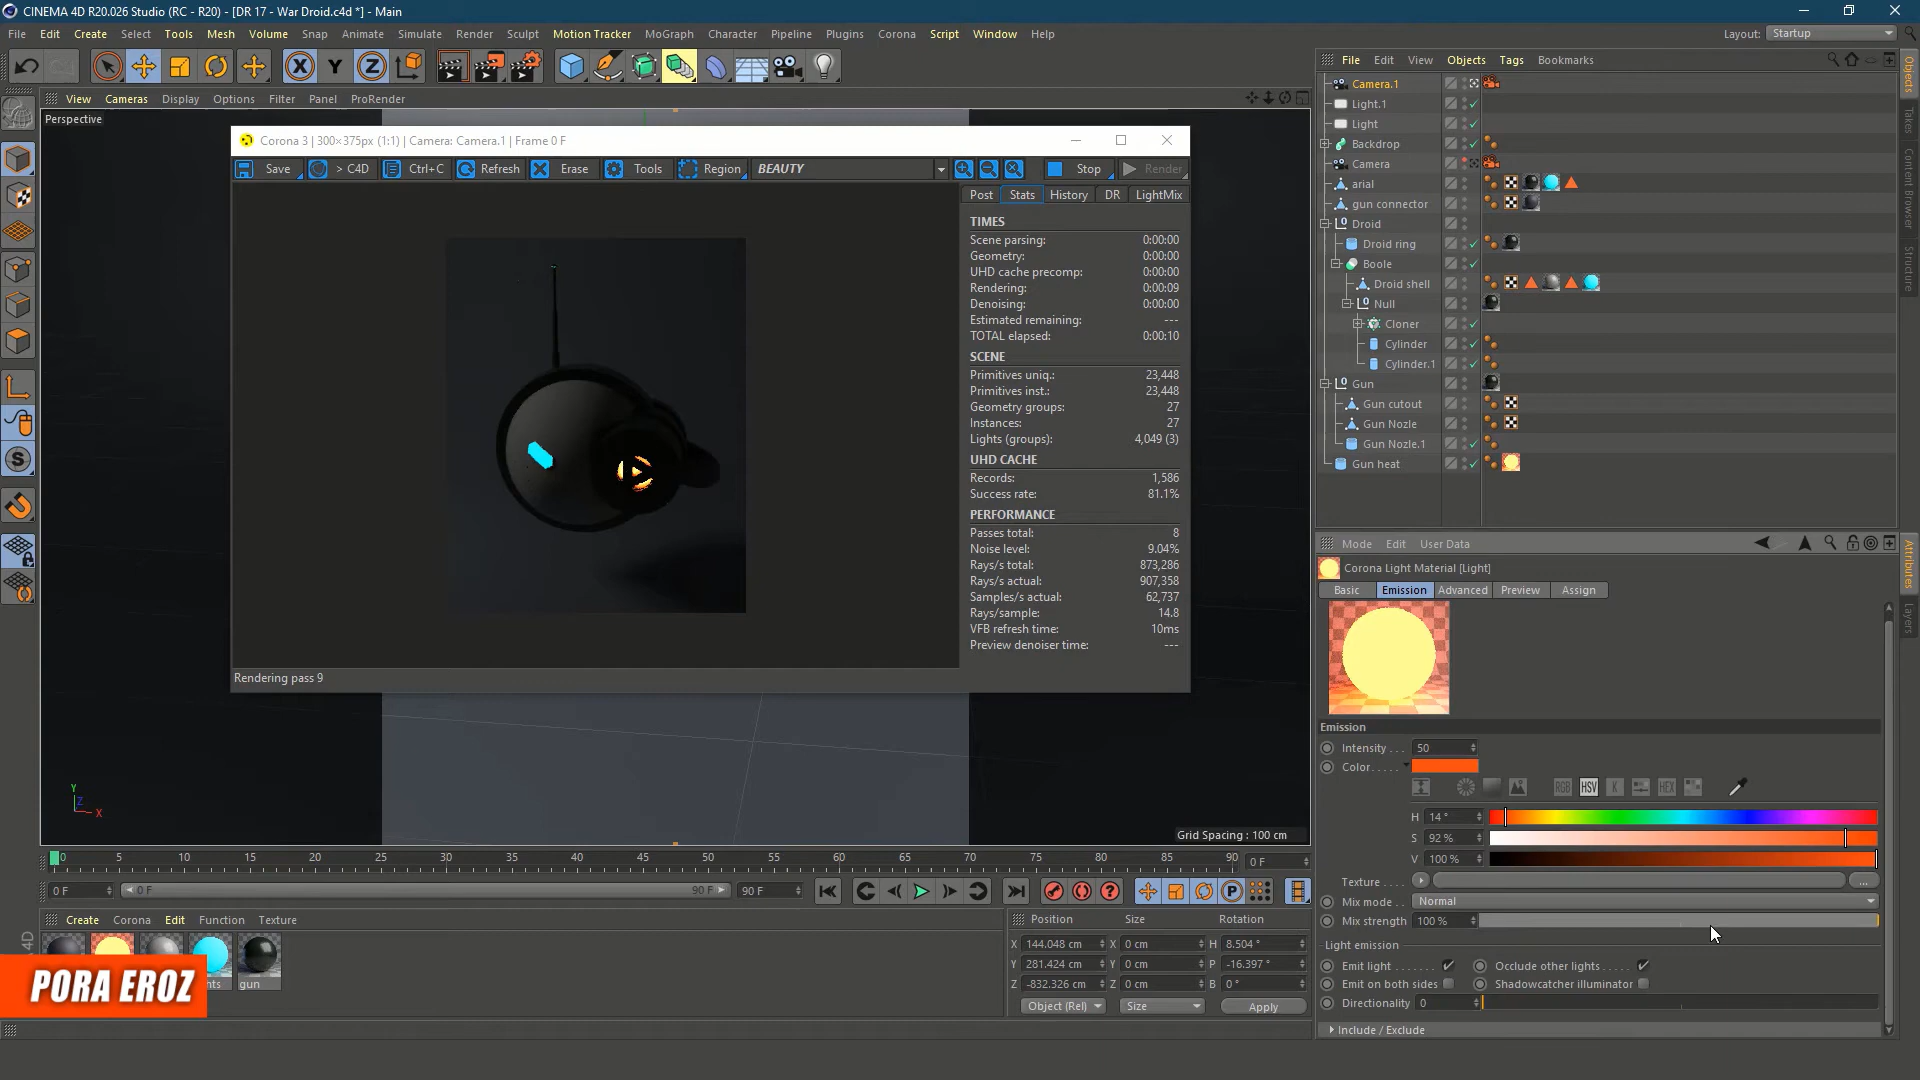 CINEMA 4D R20.026 Studio (RC - R20) - [DR 17 - War Droid.c4d *] - Main
File Edit Create Select Tools Mesh Volume Snap Animate Simulate Render Sculpt Motion Tracker MoGraph Character Pipeline Plugins Corona Script Window Help
Layout: Startup
X Y Z
View Cameras Display Options Filter Panel ProRender
Perspective
Corona 3 | 300×375px (1:1) | Camera: Camera.1 | Frame 0 F
Save > C4D Ctrl+C Refresh Erase Tools Region BEAUTY Stop Render
Post Stats History DR LightMix
TIMES
Scene parsing: 0:00:00
Geometry: 0:00:00
UHD cache precomp: 0:00:00
Rendering: 0:00:09
Denoising: 0:00:00
Estimated remaining: ---
TOTAL elapsed: 0:00:10
SCENE
Primitives uniq.: 23,448
Primitives inst.: 23,448
Geometry groups: 27
Instances: 27
Lights (groups): 4,049 (3)
UHD CACHE
Records: 1,586
Success rate: 81.1%
PERFORMANCE
Passes total: 8
Noise level: 9.04%
Rays/s total: 873,286
Rays/s actual: 907,358
Samples/s actual: 62,737
Rays/sample: 14.8
VFB refresh time: 10ms
Preview denoiser time: ---
Rendering pass 9
Y
Z
X
Grid Spacing : 100 cm
0 5 10 15 20 25 30 35 40 45 50 55 60 65 70 75 80 85 90 0 F
0 F 0 F 90 F 90 F
Create Corona Edit Function Texture
hts gun
4D
PORA EROZ
Position Size Rotation
X 144.048 cm X 0 cm H 8.504 °
Y 281.424 cm Y 0 cm P -16.397 °
Z -832.326 cm Z 0 cm B 0 °
Object (Rel) Size Apply
File Edit View Objects Tags Bookmarks
Camera.1
Light.1
Light
Backdrop
Camera
arial
gun connector
Droid
Droid ring
Boole
Droid shell
Null
Cloner
Cylinder
Cylinder.1
Gun
Gun cutout
Gun Nozle
Gun Nozle.1
Gun heat
Objects
Takes
Content Browser
Structure
Mode Edit User Data
Corona Light Material [Light]
Basic Emission Advanced Preview Assign
Emission
Intensity . . . 50
Color. . . . .
RGB HSV K HEX
H 14 °
S 92 %
V 100 %
Texture . . . . ...
Mix mode . . Normal
Mix strength 100 %
Light emission
Emit light . . . . . . . Occlude other lights . . . . .
Emit on both sides Shadowcatcher illuminator
Directionality 0
Include / Exclude
Attributes
Layers